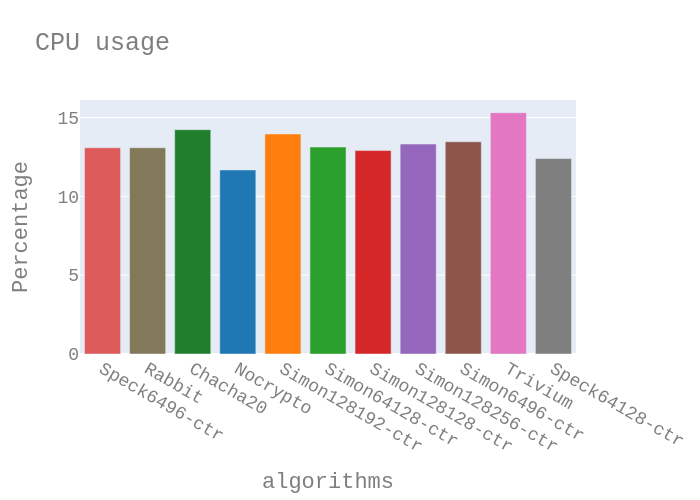 CPU usage
Percentage
15
10
5
0
Speck6496-ctr
Rabbit
Chacha20
Nocrypto
Simon128192-ctr
Simon64128-ctr
Simon128128-ctr
Simon128256-ctr
Simon6496-ctr
Trivium
Speck64128-ctr
algorithms